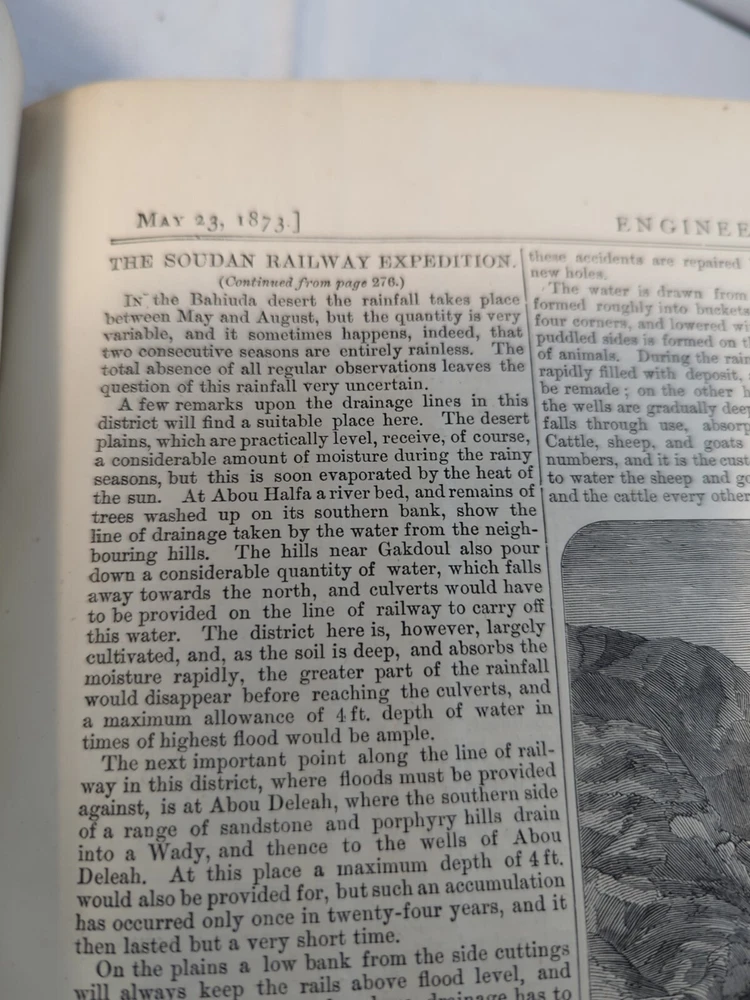 MAY 23, 1873.]
ENGINEE
THE SOUDAN RAILWAY EXPEDITION.
(Continued from page 276.)
IN the Bahiuda desert the rainfall takes place
between May and August, but the quantity is very
variable, and it sometimes happens, indeed, that
two consecutive seasons are entirely rainless. The
total absence of all regular observations leaves the
question of this rainfall very uncertain.
A few remarks upon the drainage lines in this
district will find a suitable place here. The desert
plains, which are practically level, receive, of course,
a considerable amount of moisture during the rainy
seasons, but this is soon evaporated by the heat of
the sun. At Abou Halfa a river bed, and remains of
trees washed up on its southern bank, show the
line of drainage taken by the water from the neigh-
bouring hills. The hills near Gakdoul also pour
down a considerable quantity of water, which falls
away towards the north, and culverts would have
to be provided on the line of railway to carry off
this water. The district here is, however, largely
cultivated, and, as the soil is deep, and absorbs the
moisture rapidly, the greater part of the rainfall
would disappear before reaching the culverts, and
a maximum allowance of 4 ft. depth of water in
times of highest flood would be ample.
The next important point along the line of rail-
way in this district, where floods must be provided
against, is at Abou Deleah, where the southern side
of a range of sandstone and porphyry hills drain
into a Wady, and thence to the wells of Abou
Deleah. At this place a maximum depth of 4 ft.
would also be provided for, but such an accumulation
has occurred only once in twenty-four years, and it
then lasted but a very short time.
On the plains a low bank from the side cuttings
will always keep the rails above flood level, and
drainage has to
these accidents are repaired
new holes.
The water is drawn from
formed roughly into buckets
four corners, and lowered wi
puddled sides is formed on t
of animals. During the rain
rapidly filled with deposit,
be remade; on the other h
the wells are gradually deep
falls through use, absorp
Cattle, sheep, and goats
numbers, and it is the cust
to water the sheep and go
and the cattle every other